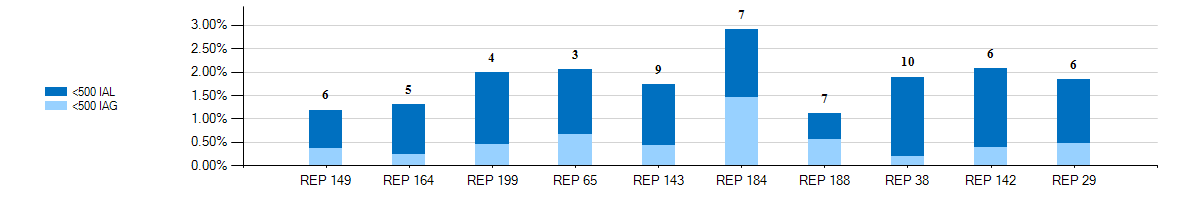 3.00%
2.50%
2.00%
1.50%
1.00%
0.50%
0.00%
<500 IAL
<500 IAG
6
5
4
3
9
7
7
10
6
6
REP 149
REP 164
REP 199
REP 65
REP 143
REP 184
REP 188
REP 38
REP 142
REP 29